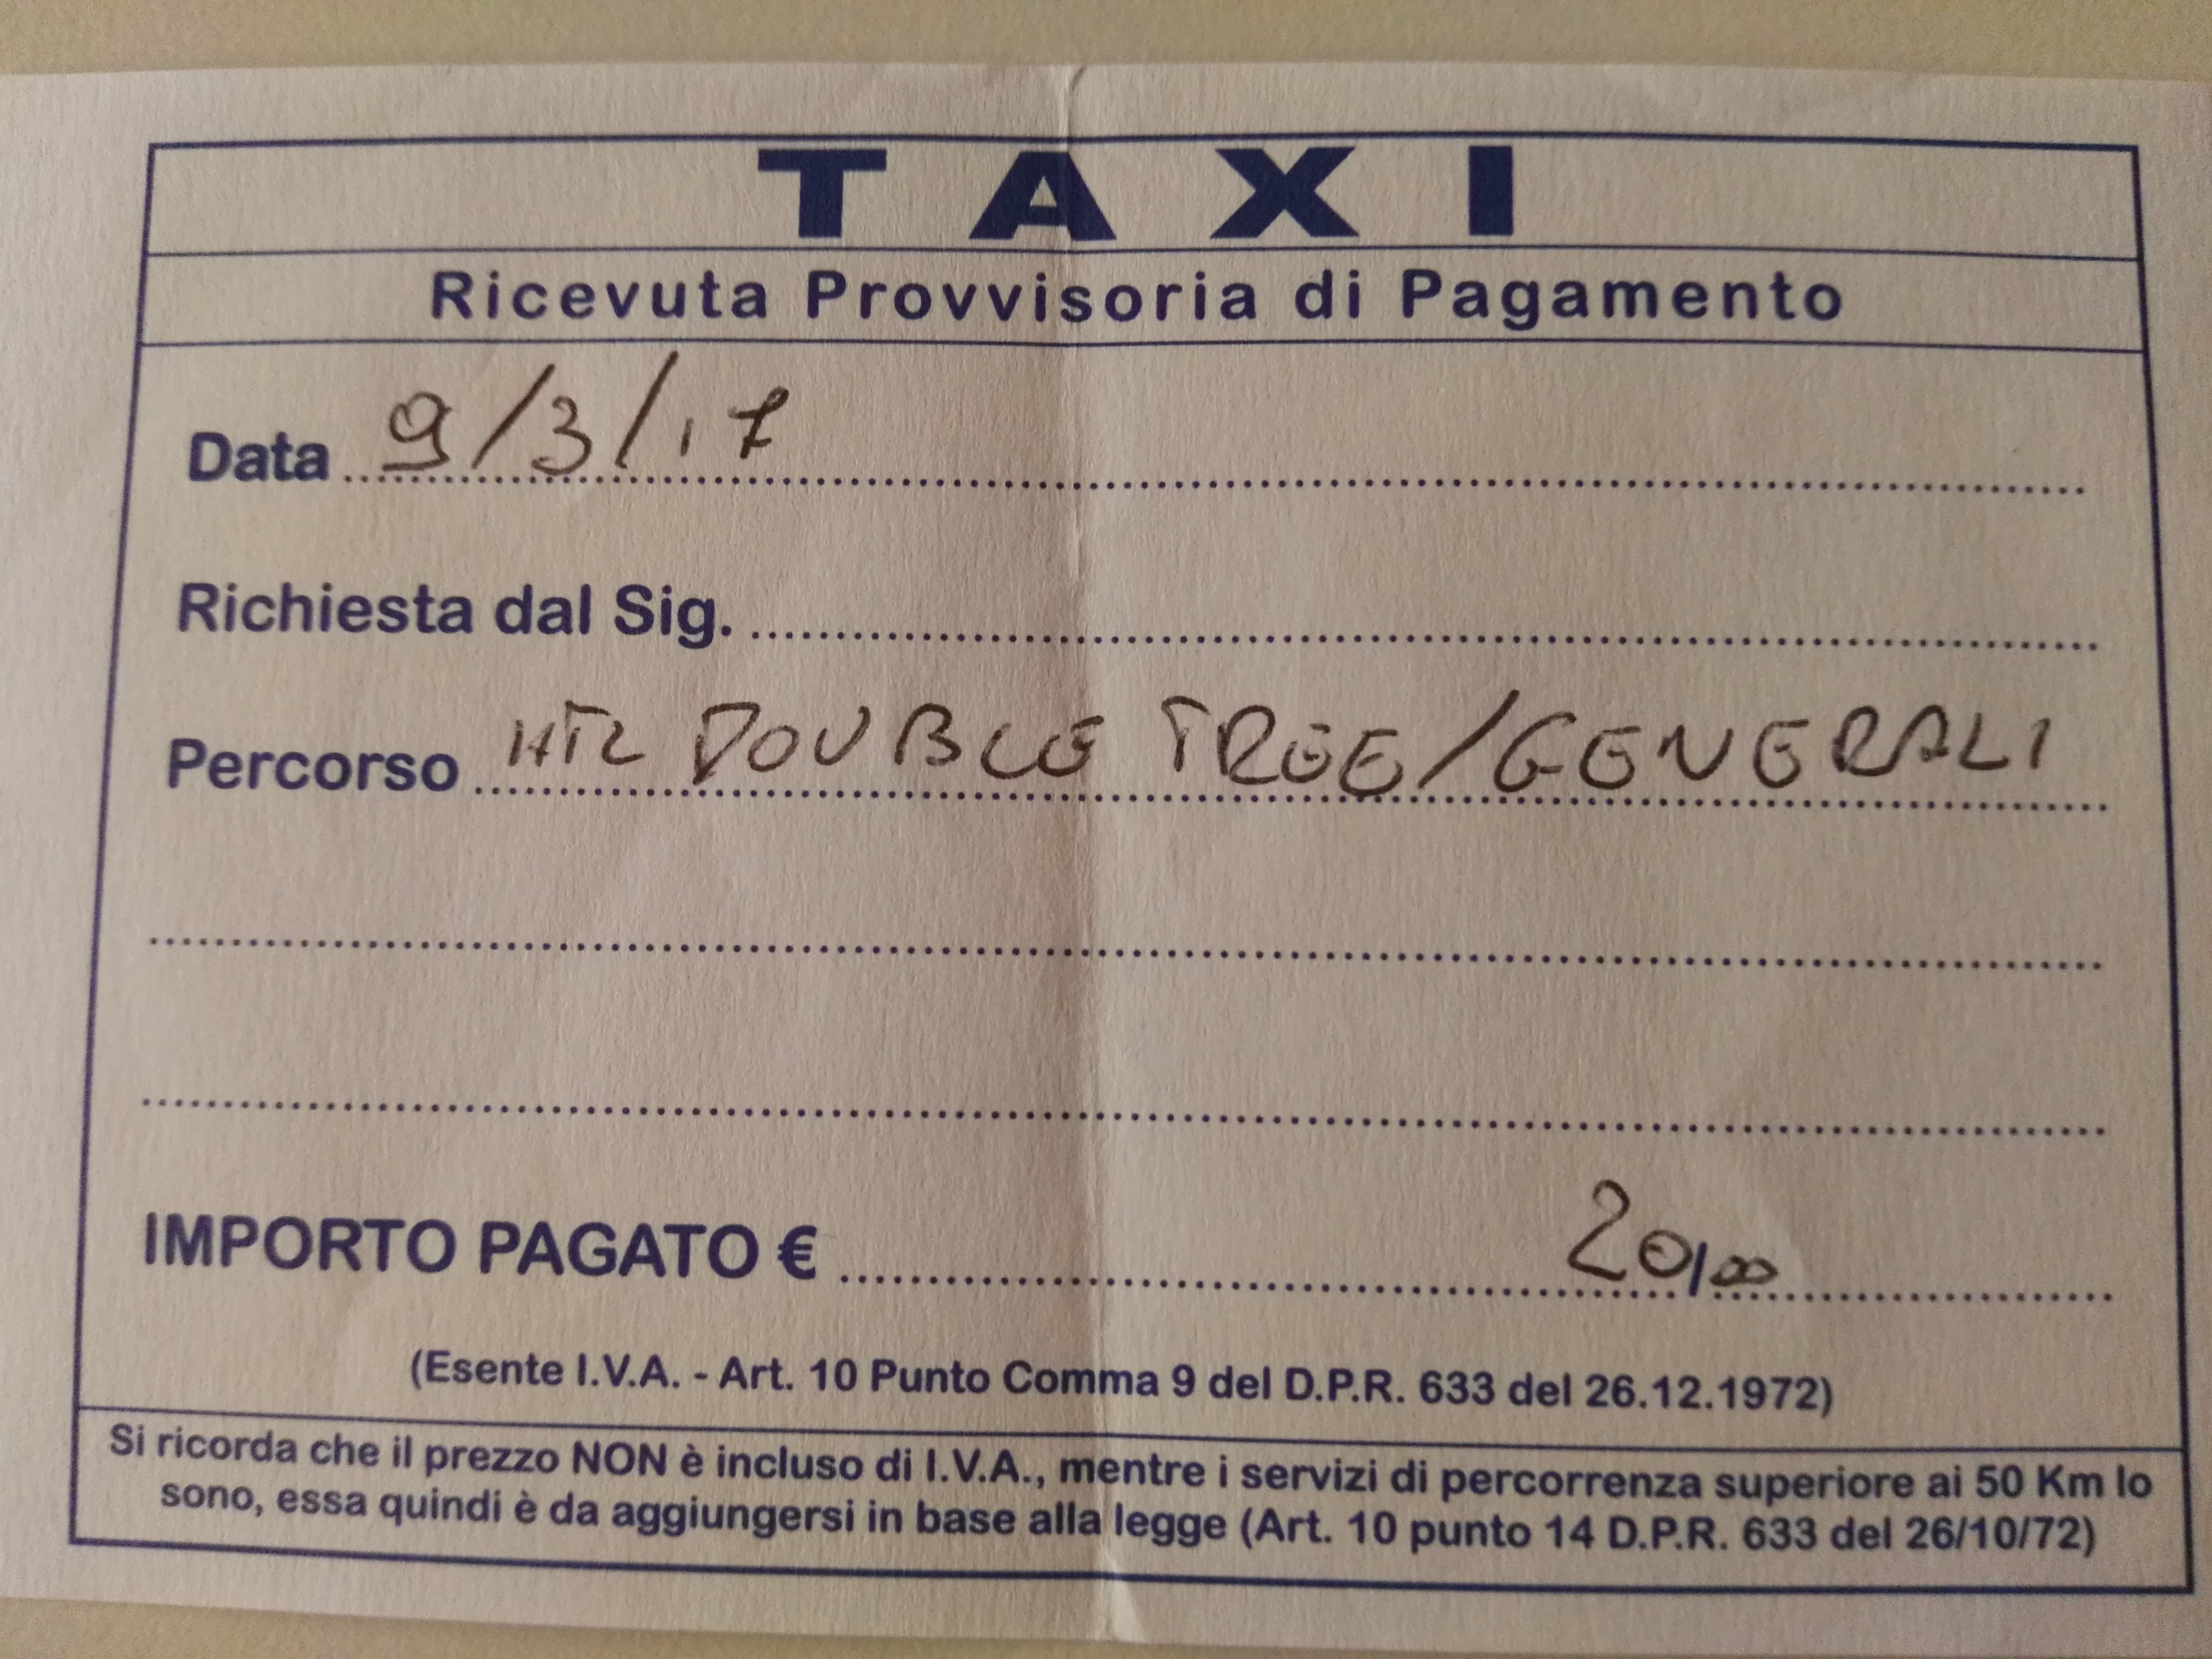 TAXI
Ricevuta Provvisoria di Pagamento
Data 9/3/17
Richiesta dal Sig.
Percorso HTL DOUBLE TREE/GENERALI
IMPORTO PAGATO € 20,00
(Esente I.V.A. - Art. 10 Punto Comma 9 del D.P.R. 633 del 26.12.1972)
Si ricorda che il prezzo NON è incluso di I.V.A., mentre i servizi di percorrenza superiore ai 50 Km lo
sono, essa quindi è da aggiungersi in base alla legge (Art. 10 punto 14 D.P.R. 633 del 26/10/72)